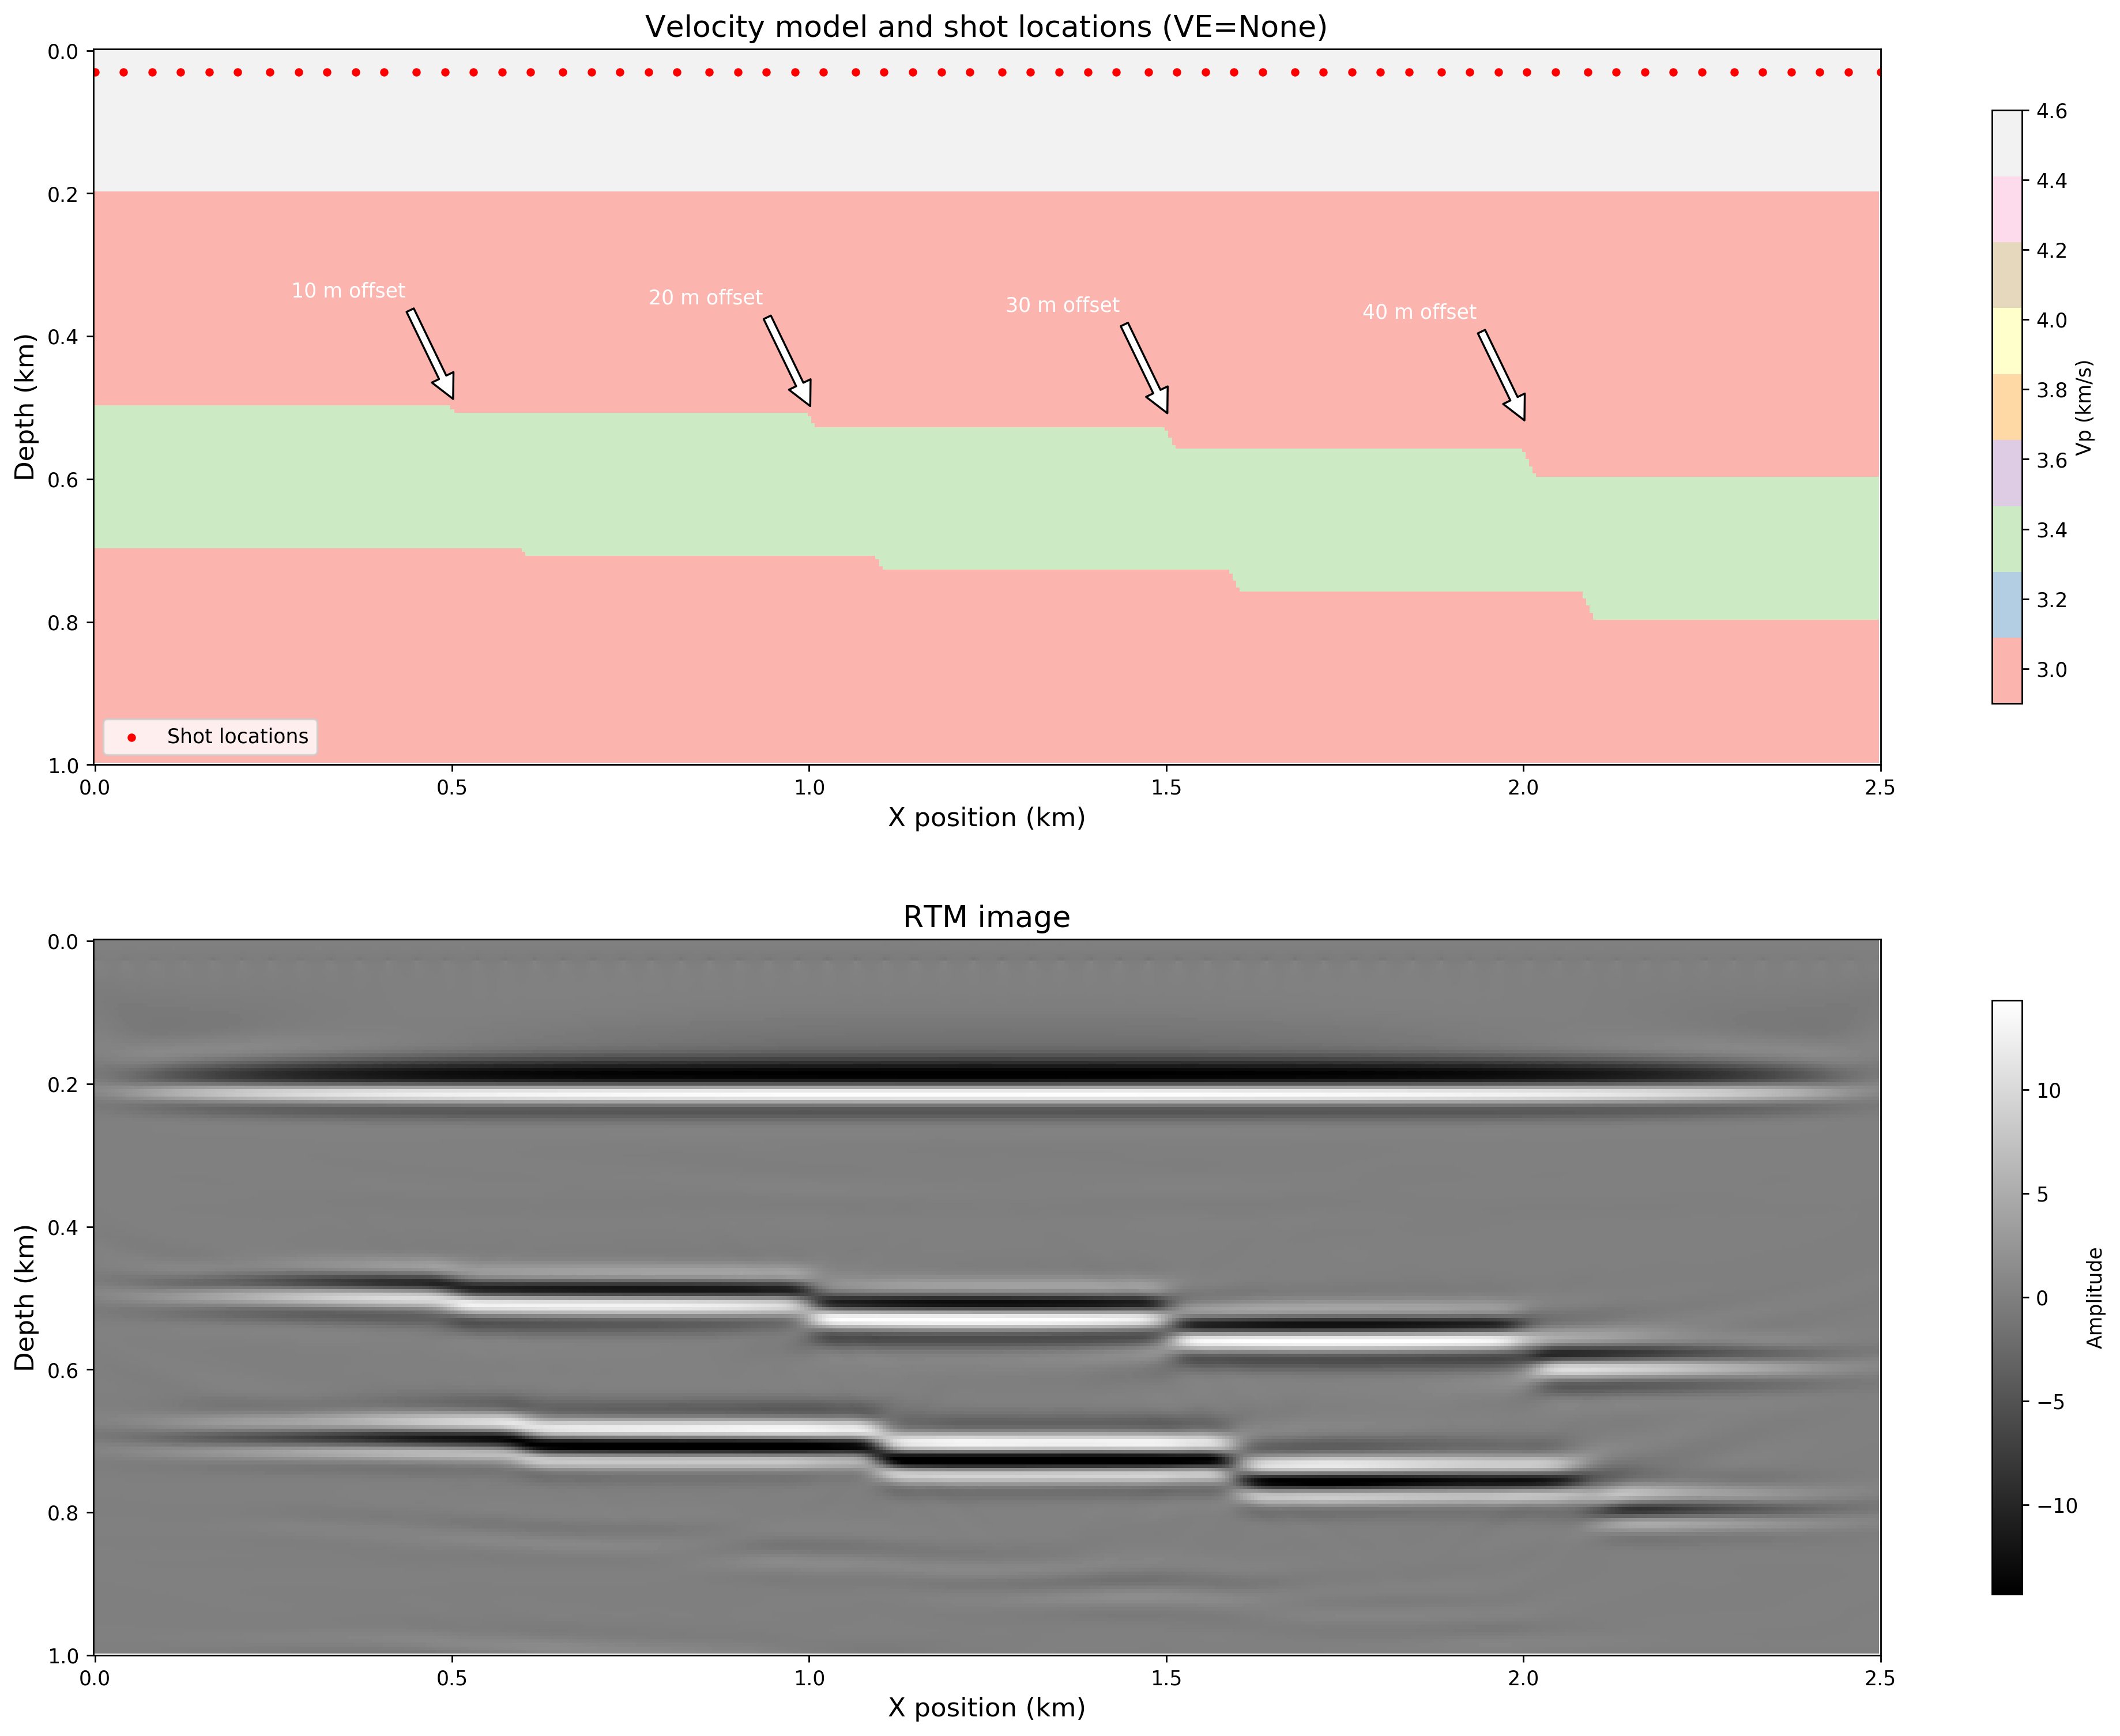 Velocity model and shot locations (VE=None)
0.0
0.2
0.4
0.6
0.8
1.0
Depth (km)
10 m offset
20 m offset
30 m offset
40 m offset
Shot locations
0.0 0.5 1.0 1.5 2.0 2.5
X position (km)
4.6
4.4
4.2
4.0
3.8
3.6
3.4
3.2
3.0
Vp (km/s)
RTM image
0.0
0.2
0.4
0.6
0.8
1.0
Depth (km)
0.0 0.5 1.0 1.5 2.0 2.5
X position (km)
10
5
0
−5
−10
Amplitude